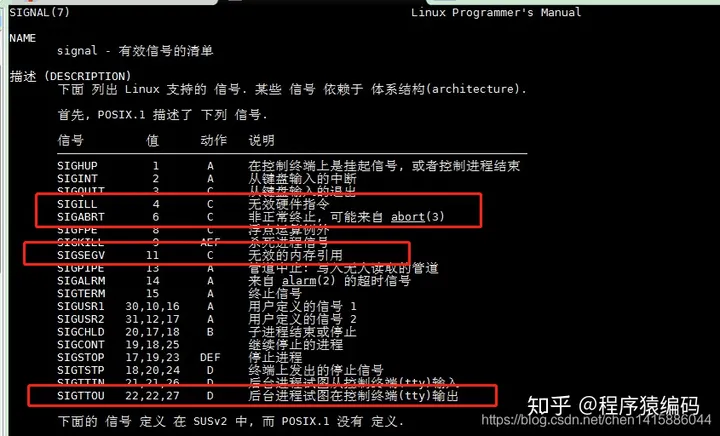 SIGNAL(7) Linux Programmer's Manual
NAME
signal - 有效信号的清单
描述 (DESCRIPTION)
下面 列出 Linux 支持的 信号. 某些 信号 依赖于 体系结构(architecture).
首先, POSIX.1 描述了 下列 信号.
信号 值 动作 说明
SIGHUP 1 A 在控制终端上是挂起信号, 或者控制进程结束
SIGINT 2 A 从键盘输入的中断
SIGQUIT 3 C 从键盘输入的退出
SIGILL 4 C 无效硬件指令
SIGABRT 6 C 非正常终止, 可能来自 abort(3)
SIGFPE 8 C 浮点运算例外
SIGKILL 9 AEF 杀死进程信号
SIGSEGV 11 C 无效的内存引用
SIGPIPE 13 A 管道中止: 写入无人读取的管道
SIGALRM 14 A 来自 alarm(2) 的超时信号
SIGTERM 15 A 终止信号
SIGUSR1 30,10,16 A 用户定义的信号 1
SIGUSR2 31,12,17 A 用户定义的信号 2
SIGCHLD 20,17,18 B 子进程结束或停止
SIGCONT 19,18,25 继续停止的进程
SIGSTOP 17,19,23 DEF 停止进程
SIGTSTP 18,20,24 D 终端上发出的停止信号
SIGTTIN 21,21,26 D 后台进程试图从控制终端(tty)输入
SIGTTOU 22,22,27 D 后台进程试图在控制终端(tty)输出
下面的 信号 定义 在 SUSv2 中, 而 POSIX.1 没有 定义.
知乎 @程序猿编码
https://blog.csdn.net/chen1415886044